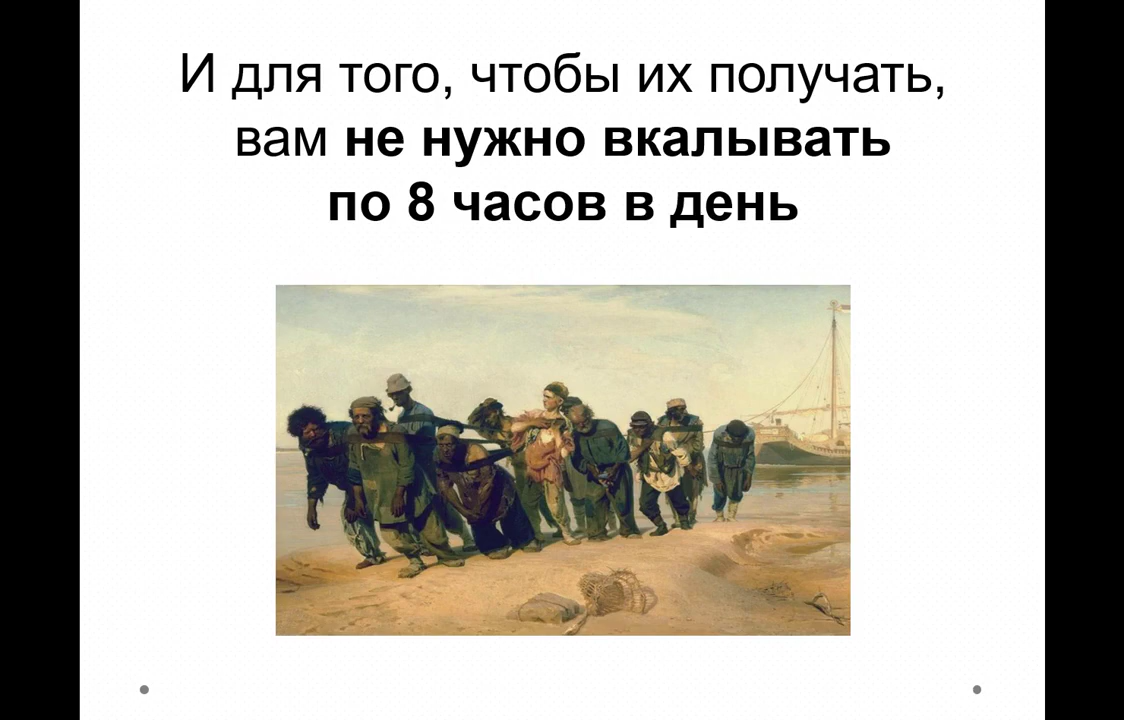 И для того, чтобы их получать,
вам не нужно вкалывать
по 8 часов в день